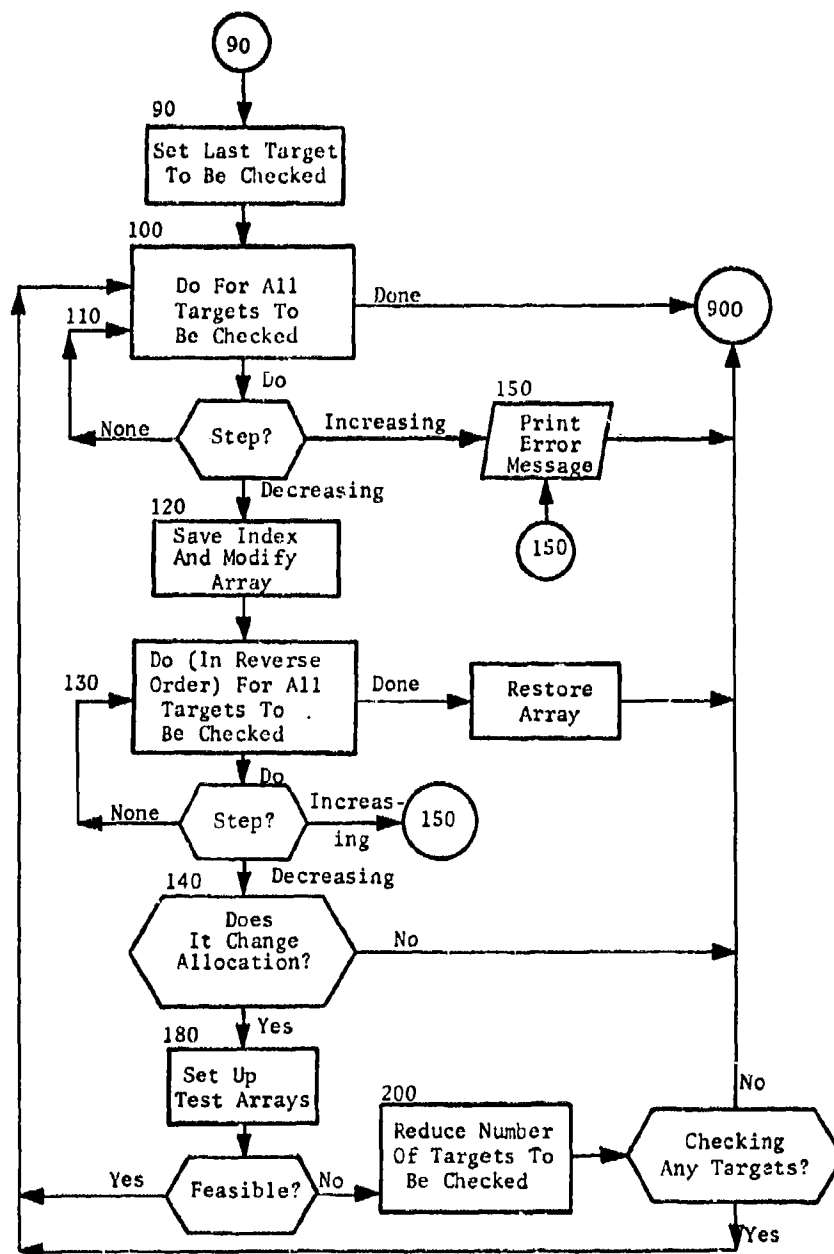 90
90
Set Last Target
To Be Checked
100
Do For All
Targets To
Be Checked
Done
900
110
Do
150
None
Step?
Increasing
Print
Error
Message
Decreasing
120
Save Index
And Modify
Array
150
130
Do (In Reverse
Order) For All
Targets To
Be Checked
Done
Restore
Array
Do
None
Step?
Increas-
ing
150
Decreasing
140
Does
It Change
Allocation?
No
Yes
180
Set Up
Test Arrays
200
Reduce Number
Of Targets To
Be Checked
No
Checking
Any Targets?
Yes
Feasible?
No
Yes